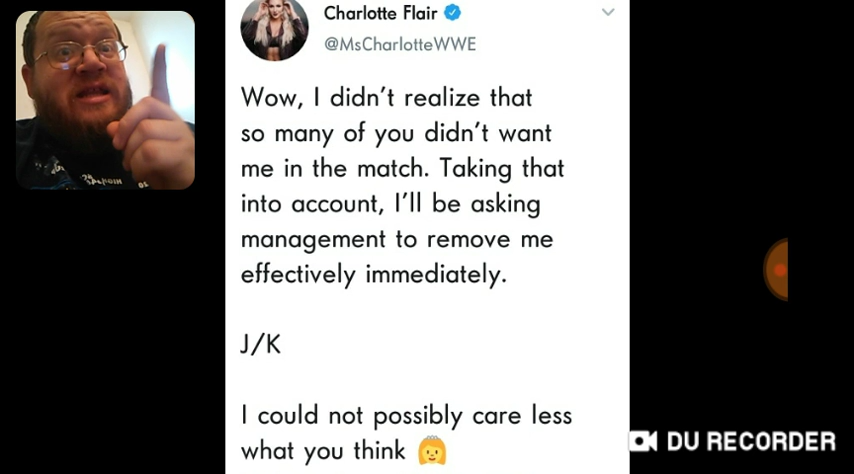 Charlotte Flair
@MsCharlotteWWE
Wow, I didn't realize that
so many of you didn't want
me in the match. Taking that
into account, I'll be asking
management to remove me
effectively immediately.
J/K
I could not possibly care less
what you think 👸
DU RECORDER